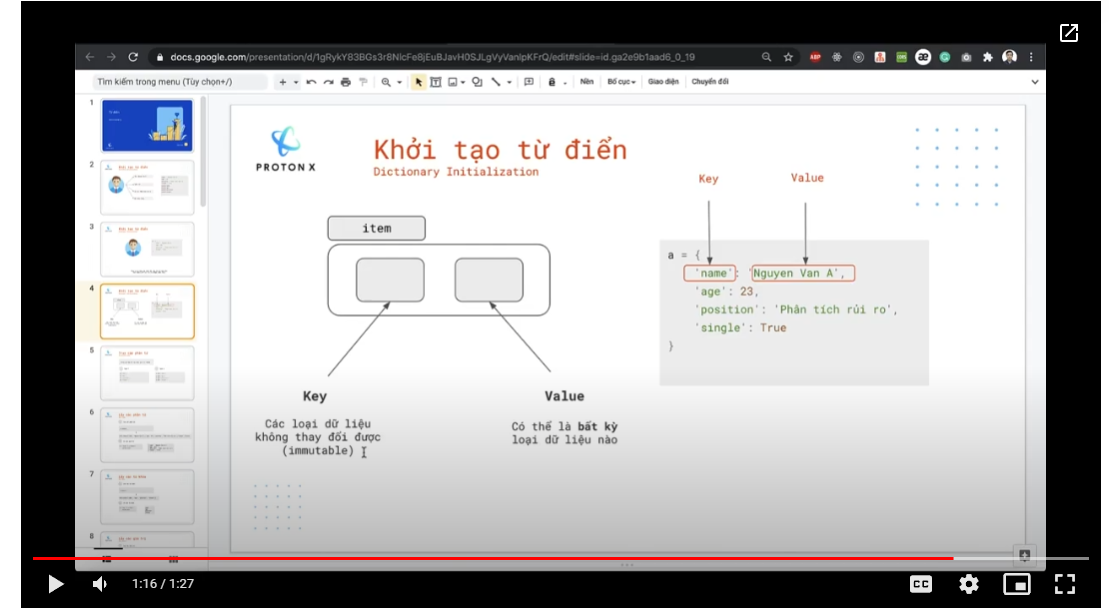 docs.google.com/presentation/d/1gRykY83BGs3r8NlcFe8jEuBJavH0SJLgVyVanlpKFrQ/edit#slide=id.ga2e9b1aad6_0_19
ABP
æ
Tìm kiếm trong menu (Tùy chọn+/)
Nền
Bố cục
Giao diện
Chuyển đổi
1
2
3
4
5
6
7
8
PROTON X
Khởi tạo từ điển
Dictionary Initialization
Key
Value
item
a = {
'name': 'Nguyen Van A',
'age': 23,
'position': 'Phân tích rủi ro',
'single': True
}
Key
Các loại dữ liệu
không thay đổi được
(immutable)
Value
Có thể là bất kỳ
loại dữ liệu nào
1:16 / 1:27
CC